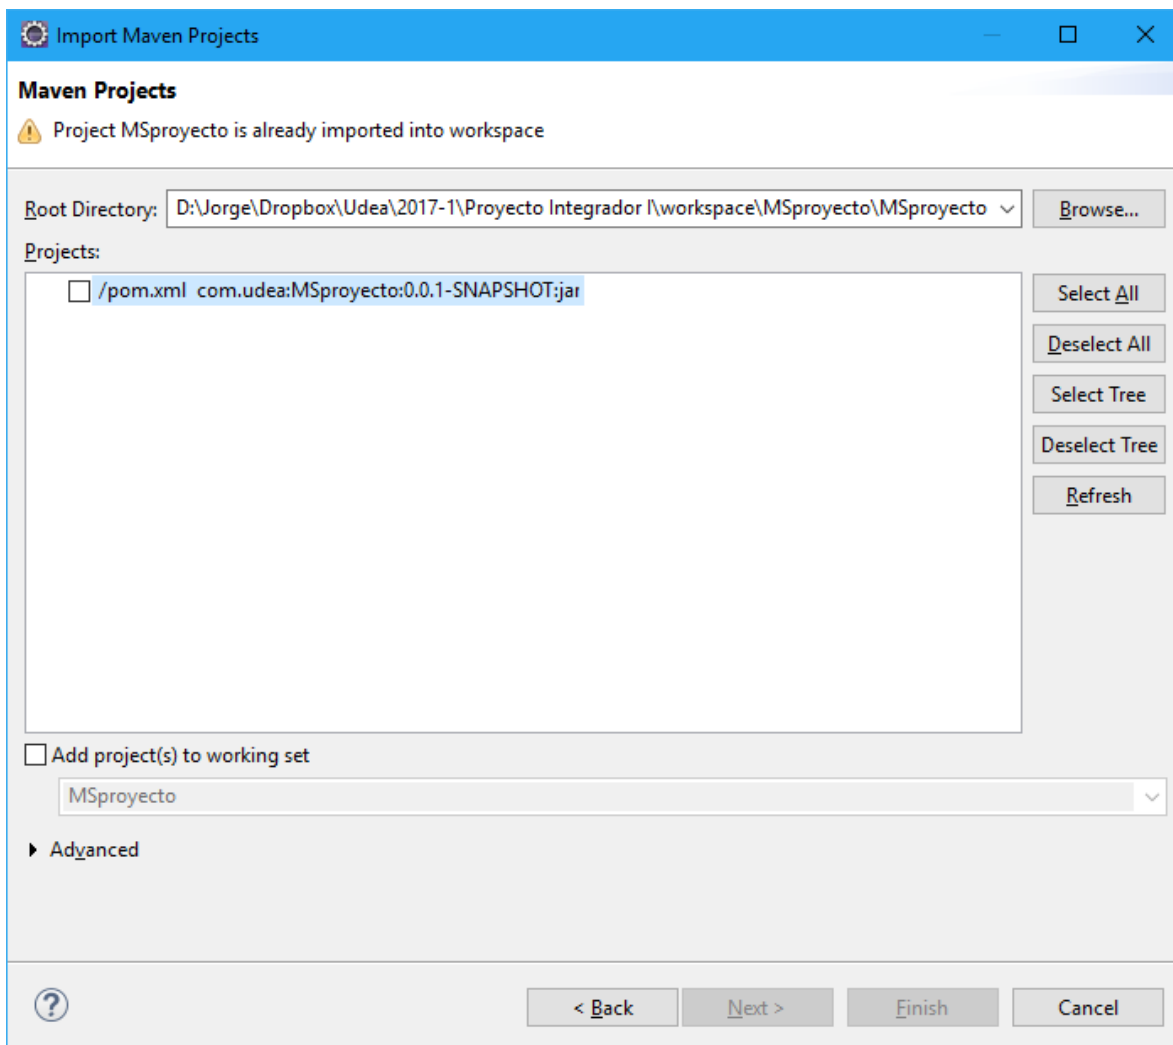 Import Maven Projects
Maven Projects
Project MSproyecto is already imported into workspace
Root Directory: D:\Jorge\Dropbox\Udea\2017-1\Proyecto Integrador I\workspace\MSproyecto\MSproyecto Browse...
Projects:
/pom.xml com.udea:MSproyecto:0.0.1-SNAPSHOT:jar
Select All
Deselect All
Select Tree
Deselect Tree
Refresh
Add project(s) to working set
MSproyecto
Advanced
? < Back Next > Finish Cancel